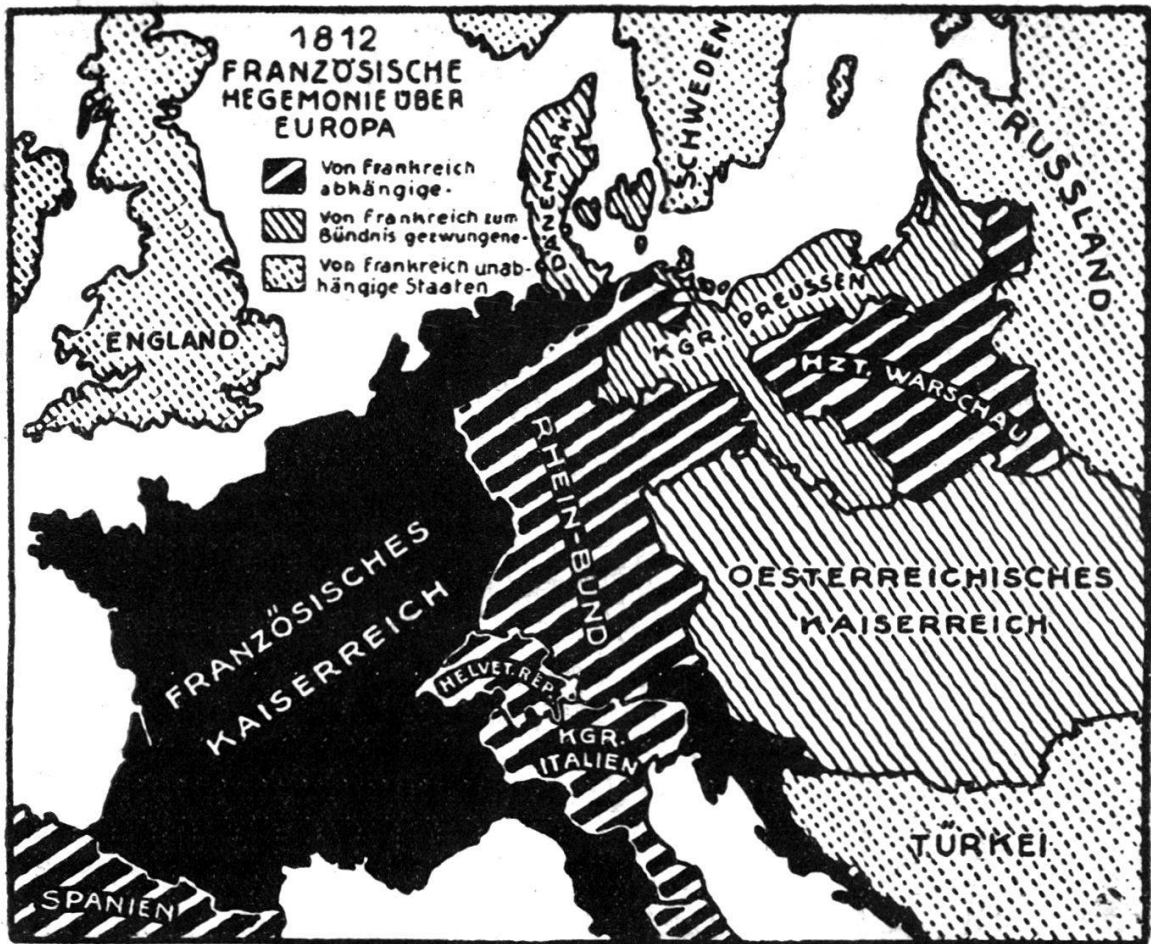 1812
FRANZÖSISCHE
HEGEMONIE ÜBER
EUROPA
Von Frankreich
abhängige-
Von Frankreich zum
Bündnis gezwungene-
Von Frankreich unab-
hängige Staaten
DÄNEMARK
SCHWEDEN
RUSSLAND
ENGLAND
KGR. PREUSSEN
HZT. WARSCHAU
RHEIN-BUND
FRANZÖSISCHES
KAISERREICH
OESTERREICHISCHES
KAISERREICH
HELVET. REP.
KGR.
ITALIEN
SPANIEN
TÜRKEI